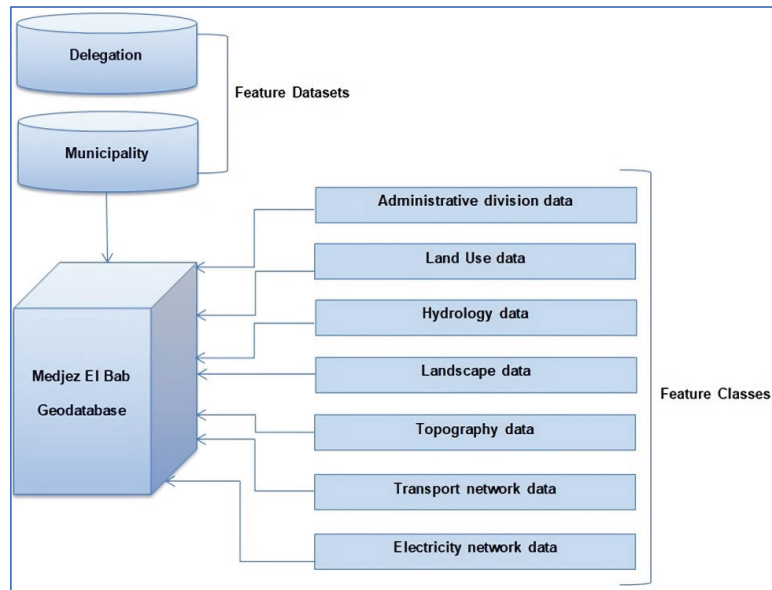 Delegation
Feature Datasets
Municipality
Administrative division data
Land Use data
Hydrology data
Medjez El Bab
Geodatabase
Landscape data
Feature Classes
Topography data
Transport network data
Electricity network data